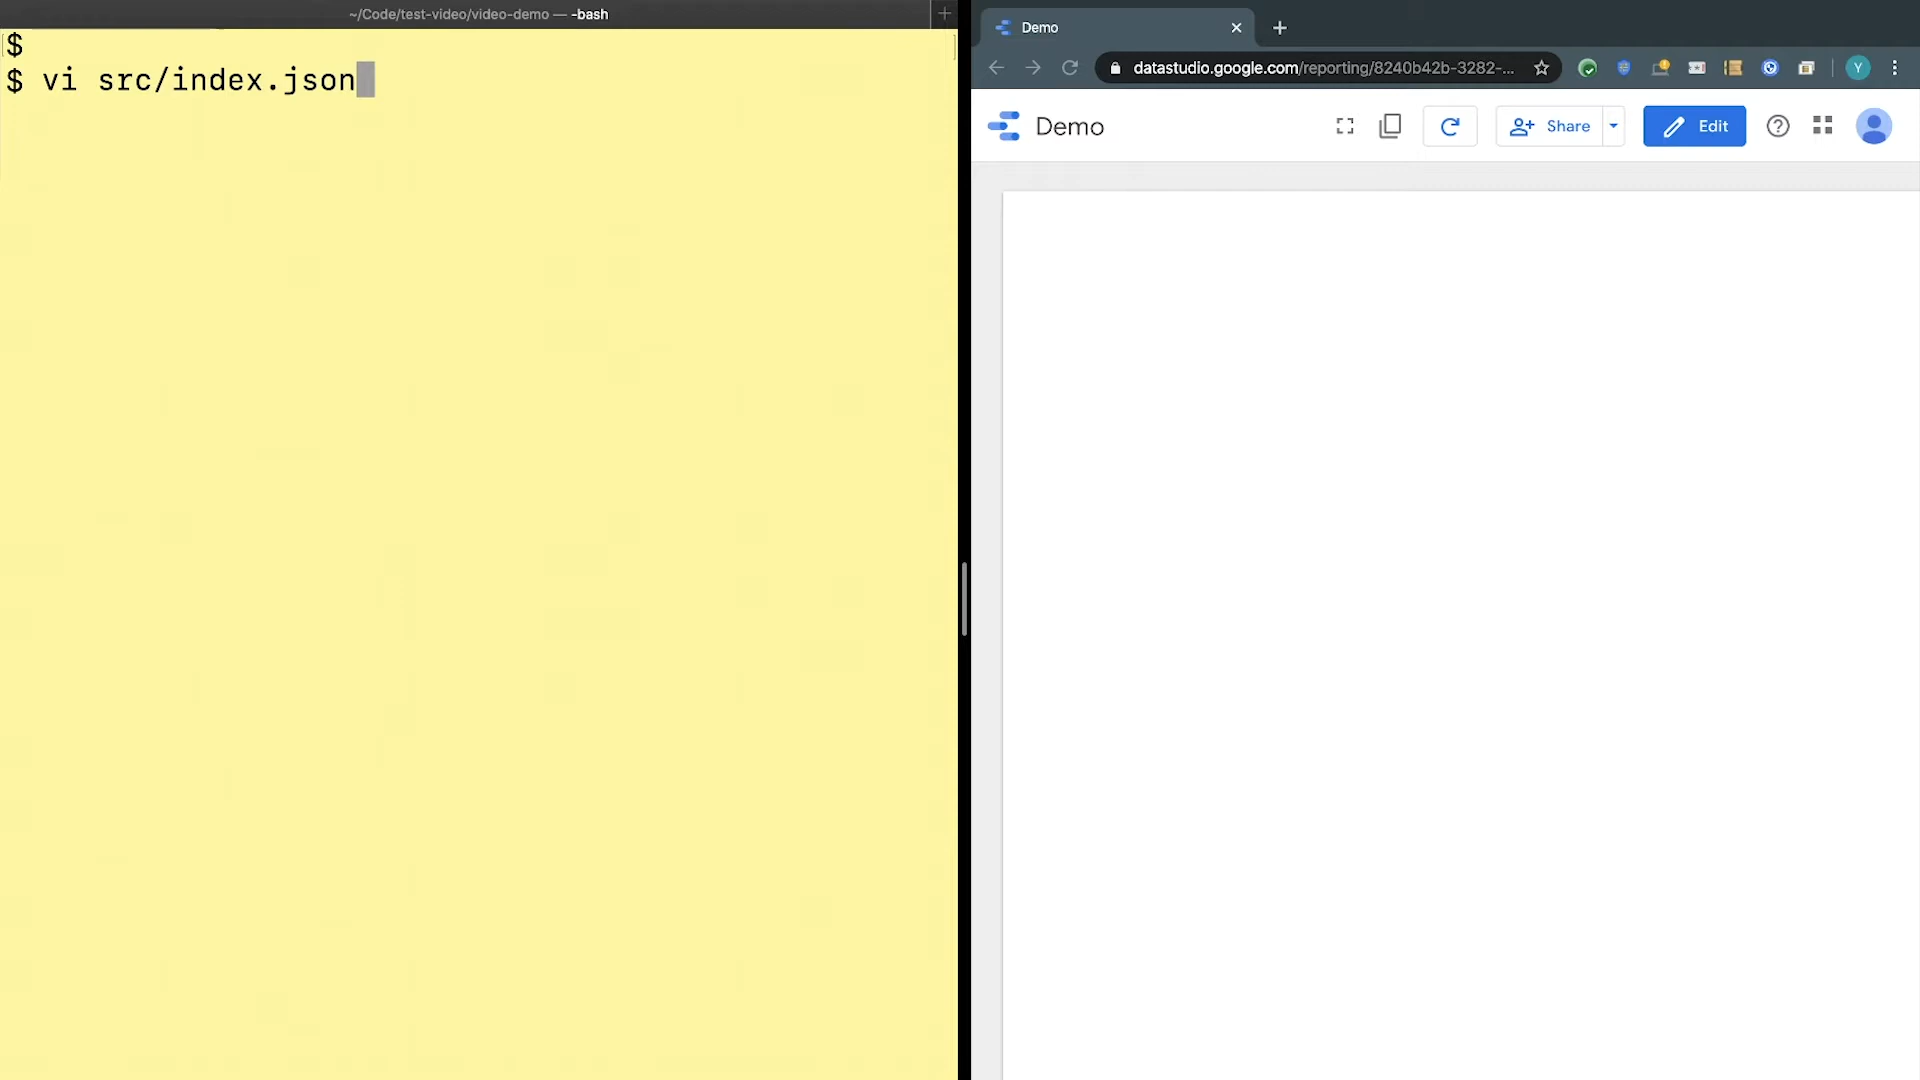 ~/Code/test-video/video-demo — -bash
$
$ vi src/index.json
Demo
datastudio.google.com/reporting/8240b42b-3282-...
Y
Demo
Share
Edit